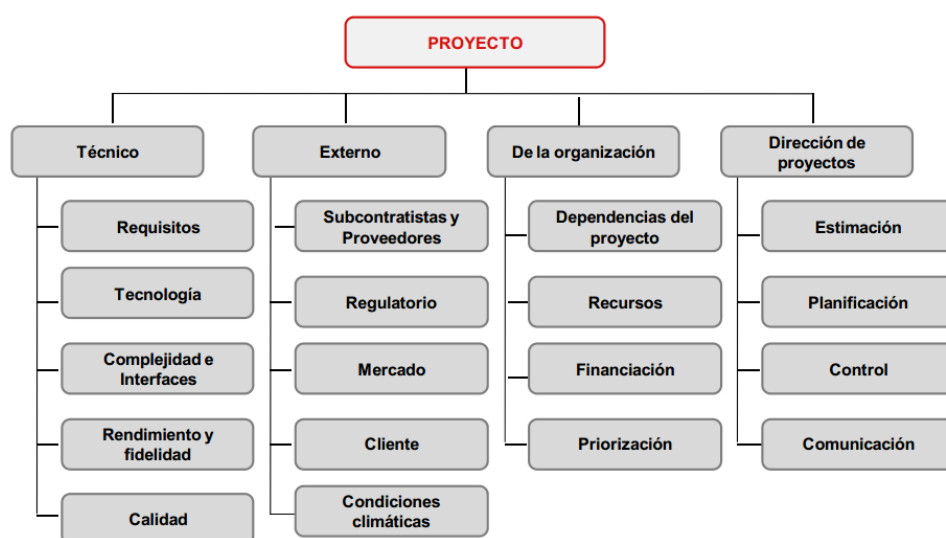 PROYECTO
Técnico
Externo
De la organización
Dirección de
proyectos
Requisitos
Tecnología
Complejidad e
Interfaces
Rendimiento y
fidelidad
Calidad
Subcontratistas y
Proveedores
Regulatorio
Mercado
Cliente
Condiciones
climáticas
Dependencias del
proyecto
Recursos
Financiación
Priorización
Estimación
Planificación
Control
Comunicación